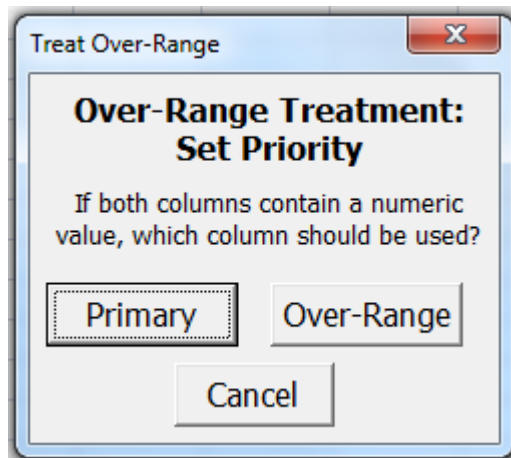 Treat Over-Range
Over-Range Treatment:
Set Priority
If both columns contain a numeric
value, which column should be used?
Primary
Over-Range
Cancel